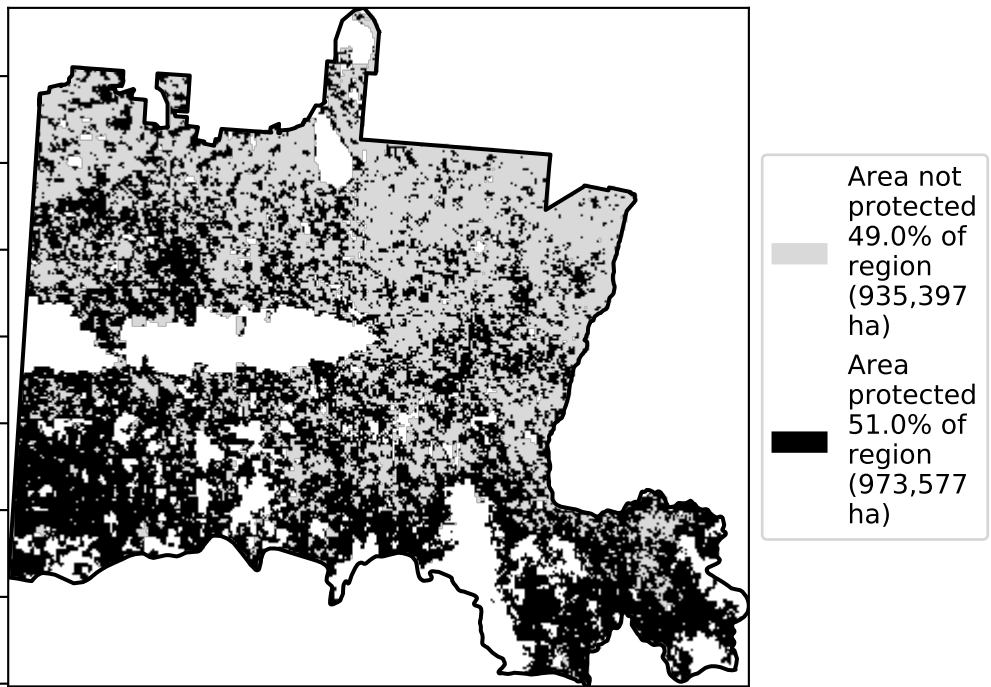 Area not
protected
49.0% of
region
(935,397
ha)
Area
protected
51.0% of
region
(973,577
ha)